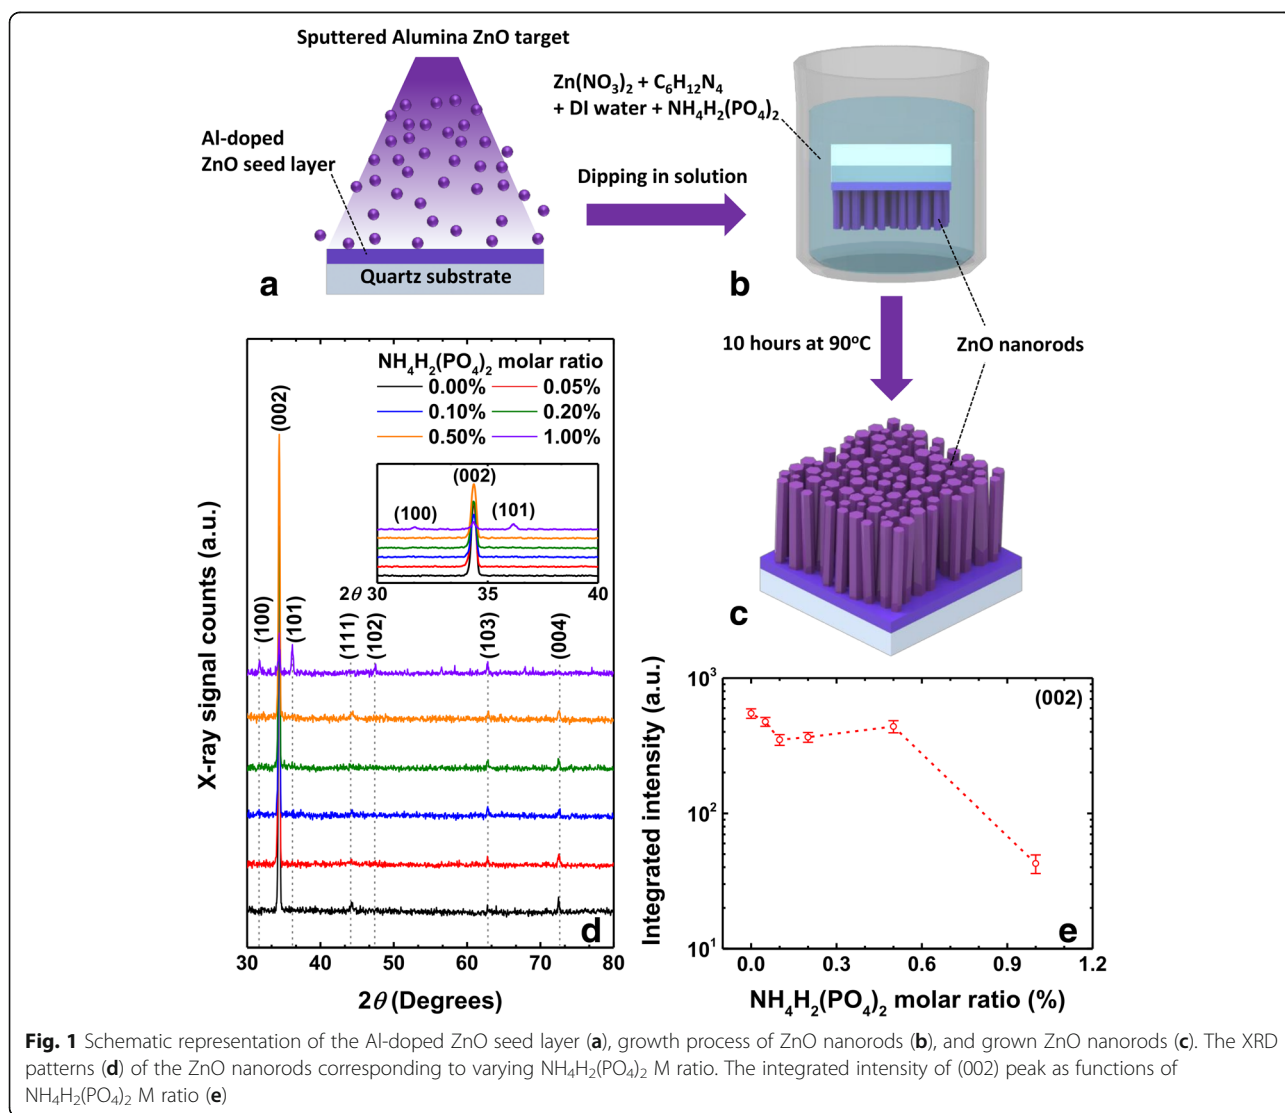 Sputtered Alumina ZnO target
Al-doped
ZnO seed layer
Quartz substrate
a
Dipping in solution
Zn(NO₃)₂ + C₆H₁₂N₄
+ DI water + NH₄H₂(PO₄)₂
b
10 hours at 90°C
ZnO nanorods
c
NH₄H₂(PO₄)₂ molar ratio
0.00% 0.05%
0.10% 0.20%
0.50% 1.00%
(002)
(002)
(100) (101)
2θ 30 35 40
(100) (101) (111) (102) (103) (004)
X-ray signal counts (a.u.)
d
30 40 50 60 70 80
2θ (Degrees)
Integrated intensity (a.u.)
10³
10²
10¹
(002)
e
0.0 0.2 0.4 0.6 0.8 1.0 1.2
NH₄H₂(PO₄)₂ molar ratio (%)
Fig. 1 Schematic representation of the Al-doped ZnO seed layer (a), growth process of ZnO nanorods (b), and grown ZnO nanorods (c). The XRD
patterns (d) of the ZnO nanorods corresponding to varying NH₄H₂(PO₄)₂ M ratio. The integrated intensity of (002) peak as functions of
NH₄H₂(PO₄)₂ M ratio (e)